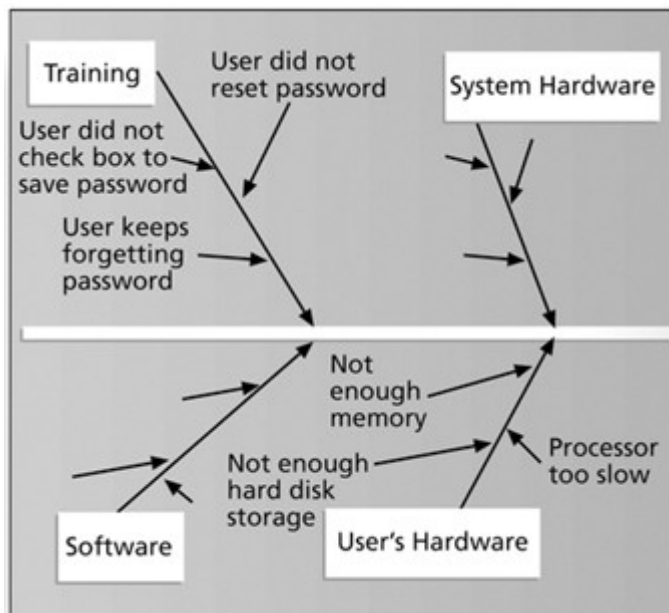 Training
User did not
reset password
System Hardware
User did not
check box to
save password
User keeps
forgetting
password
Not
enough
memory
Not enough
hard disk
storage
Processor
too slow
Software
User's Hardware